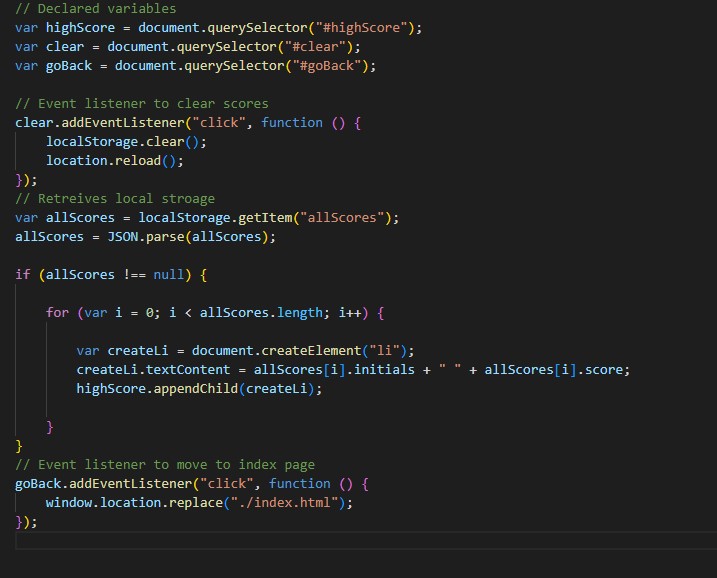 // Declared variables
var highScore = document.querySelector("#highScore");
var clear = document.querySelector("#clear");
var goBack = document.querySelector("#goBack");
// Event listener to clear scores
clear.addEventListener("click", function () {
    localStorage.clear();
    location.reload();
});
// Retreives local stroage
var allScores = localStorage.getItem("allScores");
allScores = JSON.parse(allScores);
if (allScores !== null) {
    for (var i = 0; i < allScores.length; i++) {
        var createLi = document.createElement("li");
        createLi.textContent = allScores[i].initials + " " + allScores[i].score;
        highScore.appendChild(createLi);
    }
}
// Event listener to move to index page
goBack.addEventListener("click", function () {
    window.location.replace("./index.html");
});